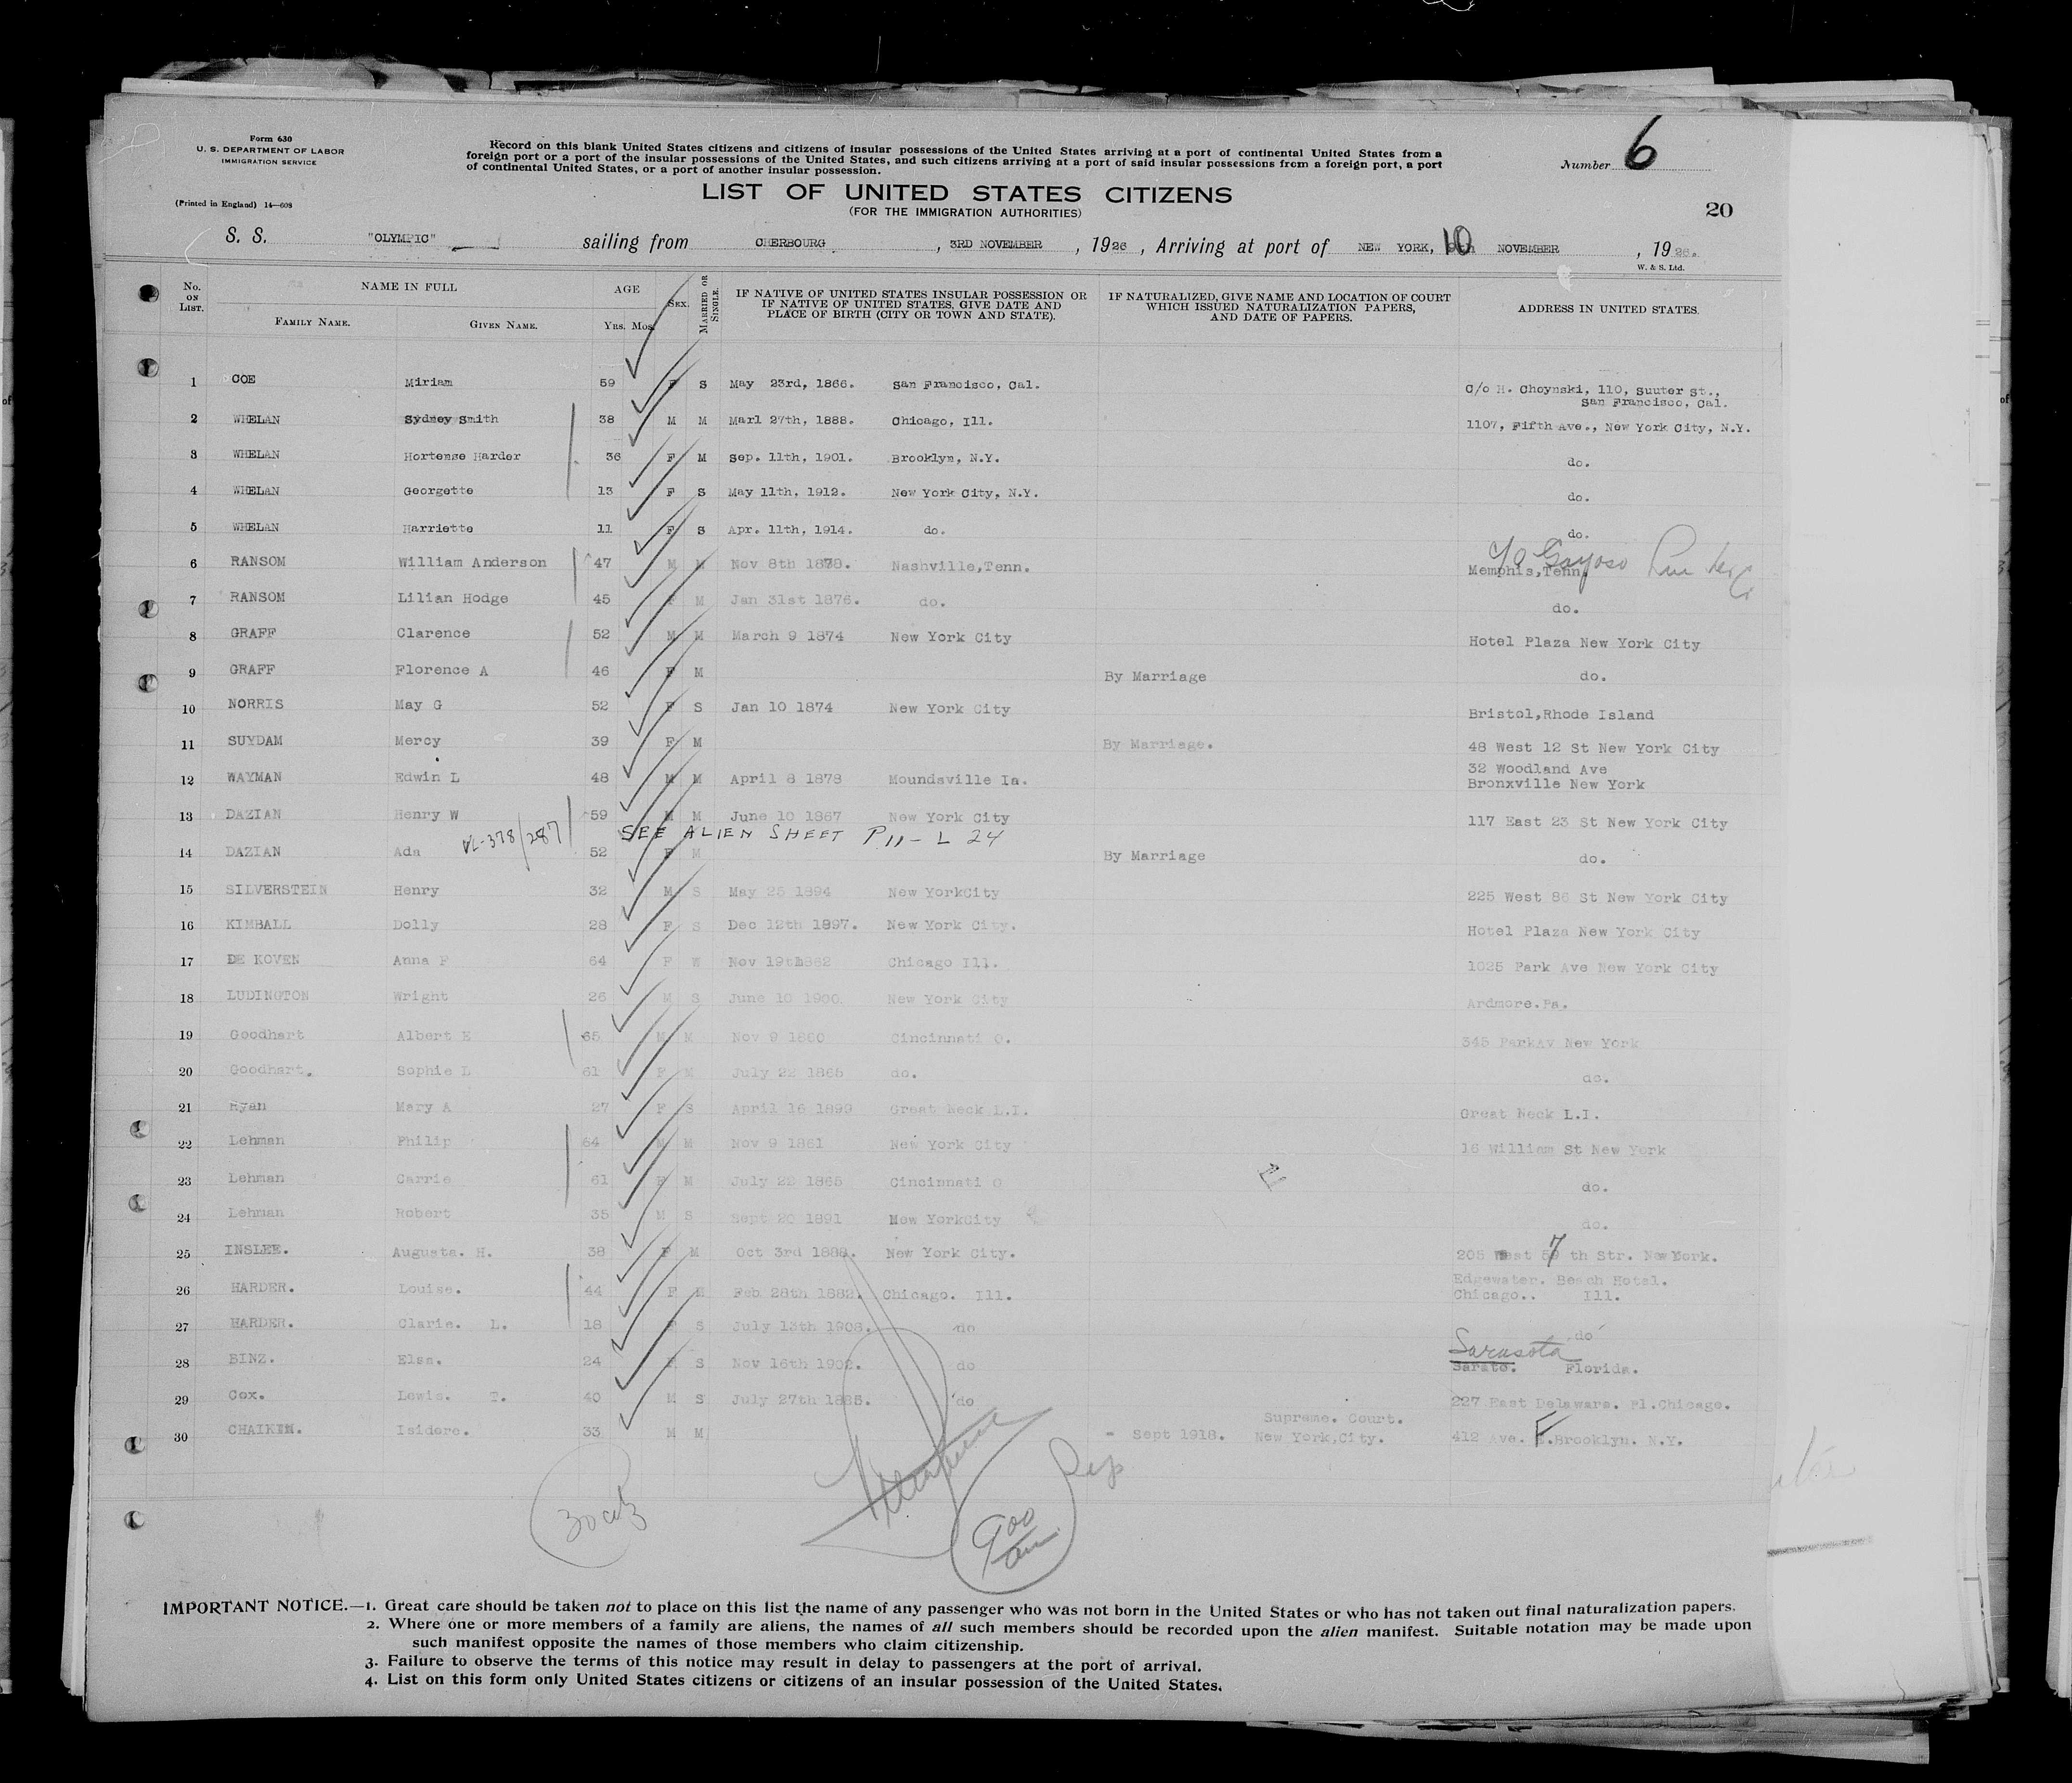 Form 630
U. S. DEPARTMENT OF LABOR
IMMIGRATION SERVICE
(Printed in England) 14—608
Record on this blank United States citizens and citizens of insular possessions of the United States arriving at a port of continental United States from a
foreign port or a port of the insular possessions of the United States, and such citizens arriving at a port of said insular possessions from a foreign port, a port
of continental United States, or a port of another insular possession.
Number 6
LIST OF UNITED STATES CITIZENS
(FOR THE IMMIGRATION AUTHORITIES)
20
S. S. "OLYMPIC" sailing from CHERBOURG, 3RD NOVEMBER, 1926, Arriving at port of NEW YORK, 10 NOVEMBER, 1926.
W. & S. Ltd.
No. ON LIST. NAME IN FULL FAMILY NAME. GIVEN NAME. AGE YRS. MOS. SEX. MARRIED OR SINGLE. IF NATIVE OF UNITED STATES INSULAR POSSESSION OR IF NATIVE OF UNITED STATES, GIVE DATE AND PLACE OF BIRTH (CITY OR TOWN AND STATE). IF NATURALIZED, GIVE NAME AND LOCATION OF COURT WHICH ISSUED NATURALIZATION PAPERS, AND DATE OF PAPERS. ADDRESS IN UNITED STATES.
1 COE Miriam 59 F S May 23rd, 1866. San Francisco, Cal. C/o H. Choynski, 110, Suuter St.,
San Francisco, Cal.
2 WHELAN Sydney Smith 38 M M Marl 27th, 1888. Chicago, Ill. 1107, Fifth Ave., New York City, N.Y.
3 WHELAN Hortense Harder 36 F M Sep. 11th, 1901. Brooklyn, N.Y. do.
4 WHELAN Georgette 13 F S May 11th, 1912. New York City, N.Y. do.
5 WHELAN Harriette 11 F S Apr. 11th, 1914. do. do.
6 RANSOM William Anderson 47 M M Nov 8th 1878. Nashville,Tenn. c/o Gayoso
Memphis,Tenn
7 RANSOM Lilian Hodge 45 F M Jan 31st 1876. do. do.
8 GRAFF Clarence 52 M M March 9 1874 New York City Hotel Plaza New York City
9 GRAFF Florence A 46 F M By Marriage do.
10 NORRIS May G 52 F S Jan 10 1874 New York City Bristol,Rhode Island
11 SUYDAM Mercy 39 F M By Marriage. 48 West 12 St New York City
12 WAYMAN Edwin L 48 M M April 8 1878 Moundsville Ia. 32 Woodland Ave
Bronxville New York
13 DAZIAN Henry W 59 M M June 10 1867 New York City 117 East 23 St New York City
VL-378/287 SEE ALIEN SHEET P.11 - L 24
14 DAZIAN Ada 52 F M By Marriage do.
15 SILVERSTEIN Henry 32 M S May 25 1894 New YorkCity 225 West 86 St New York City
16 KIMBALL Dolly 28 F S Dec 12th 1897. New York City. Hotel Plaza New York City
17 DE KOVEN Anna F 64 F W Nov 19th1862 Chicago Ill. 1025 Park Ave New York City
18 LUDINGTON Wright 26 M S June 10 1900. New York City Ardmore.Pa.
19 Goodhart Albert E 65 M M Nov 9 1860 Cincinnati O. 345 ParkAv New York
20 Goodhart. Sophie L 61 F M July 22 1865 do. do.
21 Ryan Mary A 27 F S April 16 1899 Great Neck L.I. Great Neck L.I.
22 Lehman Philip 64 M M Nov 9 1861 New York City 16 William St New York
23 Lehman Carrie 61 F M July 22 1865 Cincinnati O do.
24 Lehman Robert 35 M S Sept 20 1891 New YorkCity do.
25 INSLEE. Augusta. H. 38 F M Oct 3rd 1888. New York City. 205 West 57 th Str. New York.
26 HARDER. Louise. 44 F M Feb 28th 1882. Chicago. Ill. Edgewater. Beach Hotel.
Chicago.. Ill.
27 HARDER. Claris. L. 18 F S July 13th 1908. do do
28 BINZ. Elsa. 24 F S Nov 16th 1902. do Sarasota
Sarato. Florida.
29 Cox. Lewis. T. 40 M S July 27th 1885. do 227 East Delaware. Pl.Chicago.
30 CHAIKIN. Isidore. 33 M M - Sept 1918. Supreme. Court.
New York,City. 412 Ave. F.Brooklyn. N.Y.
30 cit
900
am
IMPORTANT NOTICE.—1. Great care should be taken not to place on this list the name of any passenger who was not born in the United States or who has not taken out final naturalization papers.
2. Where one or more members of a family are aliens, the names of all such members should be recorded upon the alien manifest. Suitable notation may be made upon
such manifest opposite the names of those members who claim citizenship.
3. Failure to observe the terms of this notice may result in delay to passengers at the port of arrival.
4. List on this form only United States citizens or citizens of an insular possession of the United States.